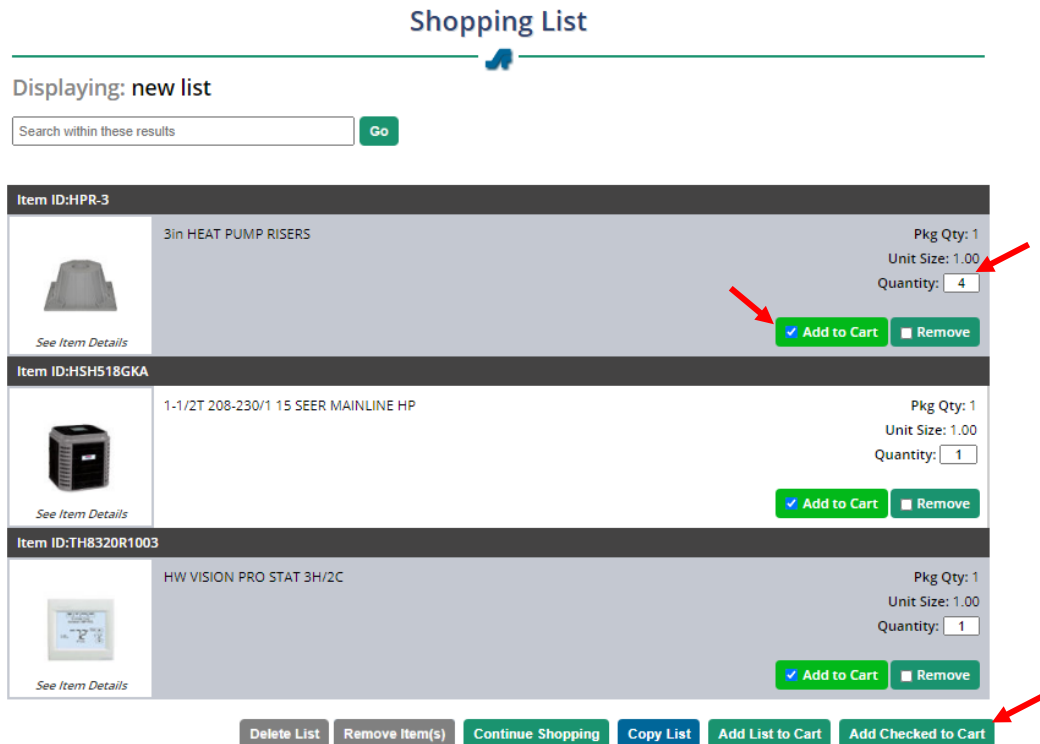 Shopping List
Displaying: new list
Search within these results
Go
Item ID:HPR-3
3in HEAT PUMP RISERS
Pkg Qty: 1
Unit Size: 1.00
Quantity: 4
See Item Details
Add to Cart
Remove
Item ID:HSH518GKA
1-1/2T 208-230/1 15 SEER MAINLINE HP
Pkg Qty: 1
Unit Size: 1.00
Quantity: 1
See Item Details
Add to Cart
Remove
Item ID:TH8320R1003
HW VISION PRO STAT 3H/2C
Pkg Qty: 1
Unit Size: 1.00
Quantity: 1
See Item Details
Add to Cart
Remove
Delete List
Remove Item(s)
Continue Shopping
Copy List
Add List to Cart
Add Checked to Cart